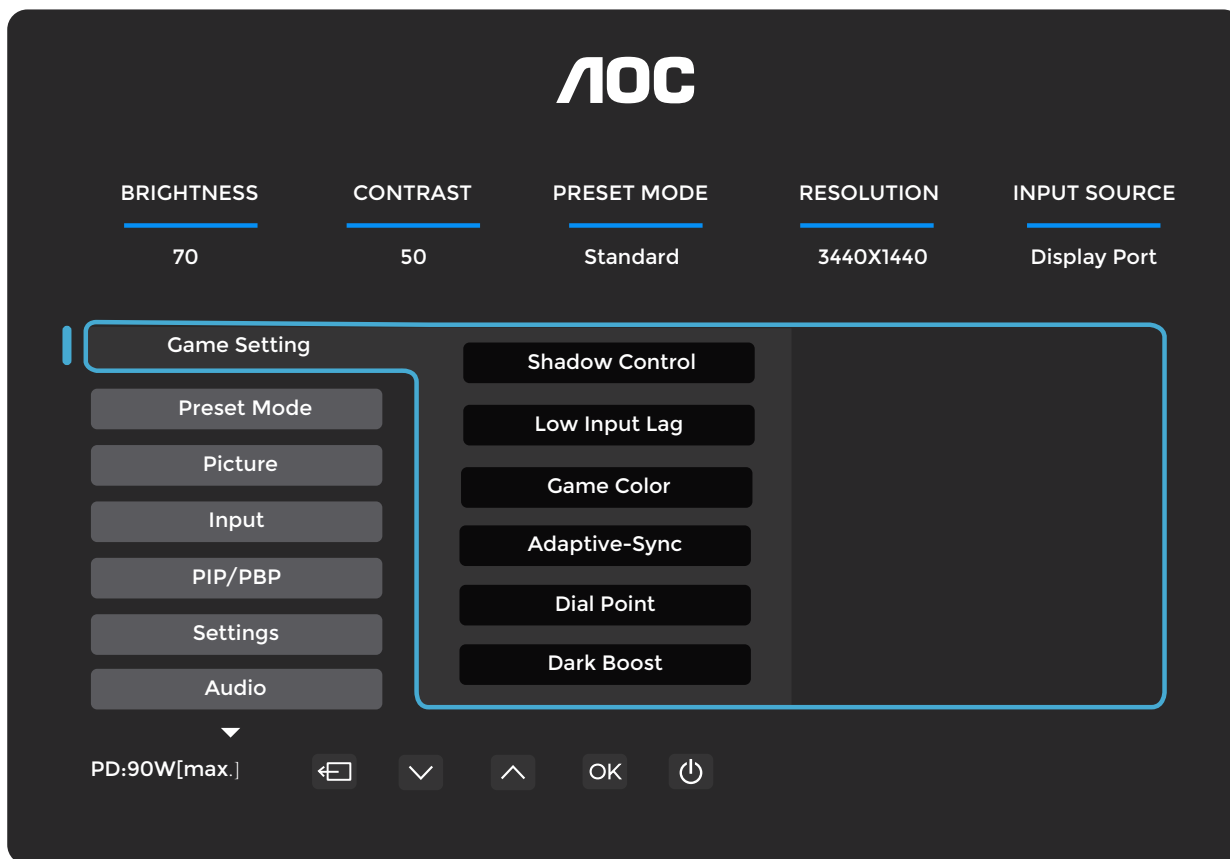 AOC
BRIGHTNESS CONTRAST PRESET MODE RESOLUTION INPUT SOURCE
70 50 Standard 3440X1440 Display Port
Game Setting
Preset Mode
Picture
Input
PIP/PBP
Settings
Audio
Shadow Control
Low Input Lag
Game Color
Adaptive-Sync
Dial Point
Dark Boost
PD:90W[max.]
OK